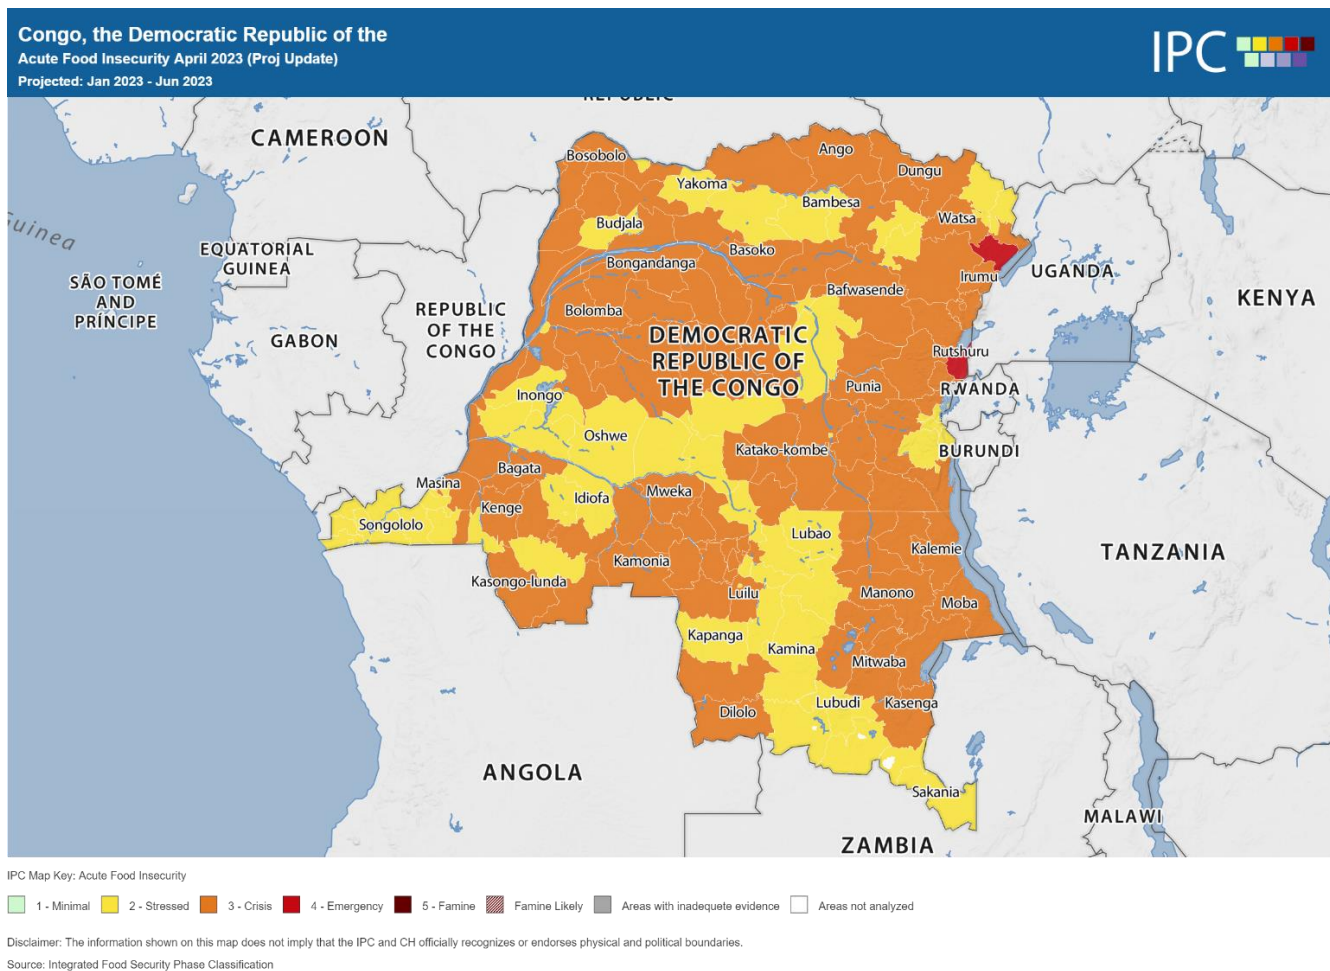 Congo, the Democratic Republic of the
Acute Food Insecurity April 2023 (Proj Update)
Projected: Jan 2023 - Jun 2023
IPC
REPUBLIC
CAMEROON
Bosobolo
Ango
Dungu
Yakoma
Bambesa
Watsa
Budjala
Guinea
EQUATORIAL
GUINEA
Basoko
Bongandanga
Irumu
UGANDA
SÃO TOMÉ
AND
PRÍNCIPE
Bafwasende
KENYA
REPUBLIC
OF THE
CONGO
Bolomba
GABON
DEMOCRATIC
REPUBLIC OF
THE CONGO
Rutshuru
Punia
RWANDA
Inongo
Oshwe
Katako-kombe
BURUNDI
Bagata
Masina
Idiofa
Mweka
Kenge
Songololo
Lubao
Kalemie
TANZANIA
Kamonia
Kasongo-lunda
Luilu
Manono
Moba
Kapanga
Kamina
Mitwaba
Lubudi
Kasenga
Dilolo
ANGOLA
Sakania
MALAWI
ZAMBIA
IPC Map Key: Acute Food Insecurity
1 - Minimal 2 - Stressed 3 - Crisis 4 - Emergency 5 - Famine Famine Likely Areas with inadequete evidence Areas not analyzed
Disclaimer: The information shown on this map does not imply that the IPC and CH officially recognizes or endorses physical and political boundaries.
Source: Integrated Food Security Phase Classification